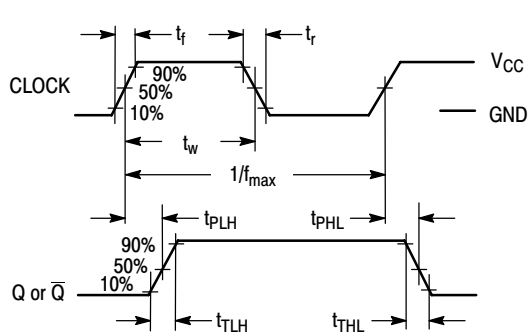 t_f
t_r
90%
V_CC
CLOCK
50%
10%
GND
t_w
1/f_max
t_PLH
t_PHL
90%
50%
10%
Q or Q̅
t_TLH
t_THL